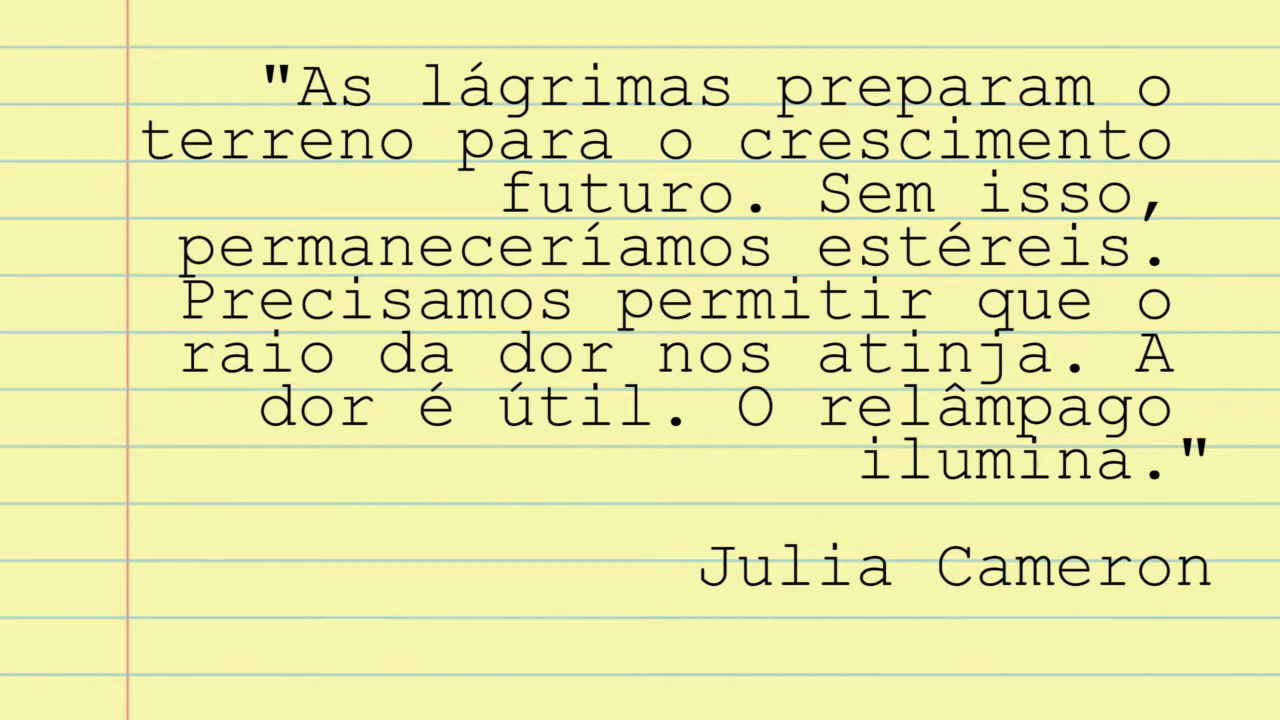 "As lágrimas preparam o
terreno para o crescimento
futuro. Sem isso,
permaneceríamos estéreis.
Precisamos permitir que o
raio da dor nos atinja. A
dor é útil. O relâmpago
ilumina."
Julia Cameron